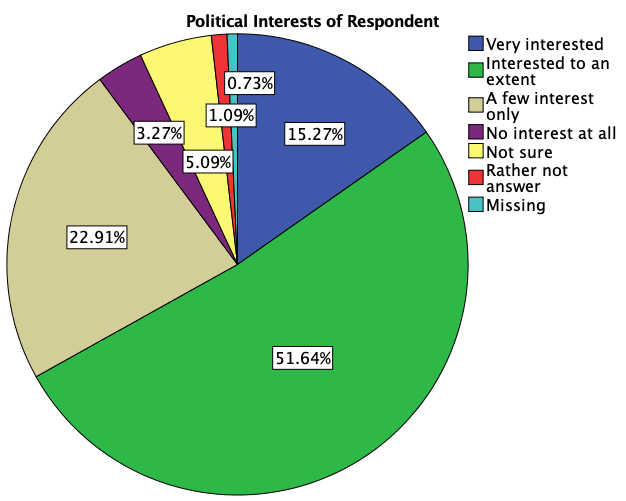 Political Interests of Respondent
Very interested
Interested to an
extent
A few interest
only
No interest at all
Not sure
Rather not
answer
Missing
0.73%
1.09%
15.27%
3.27%
5.09%
22.91%
51.64%